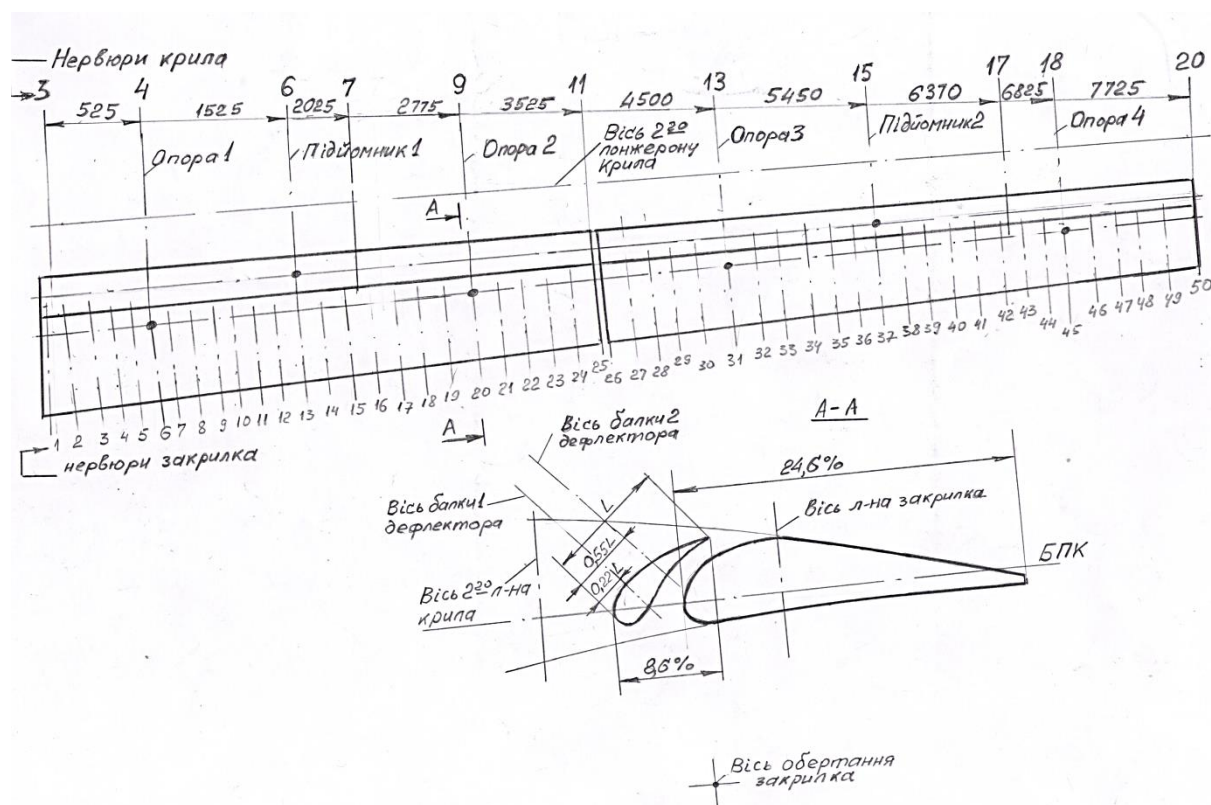 Нервюри крила
3 4 6 7 9 11 13 15 17 18 20
525 1525 2025 2775 3525 4500 5450 6370 6825 7725
Опора 1
Підйомник 1
Опора 2
Вісь 2го
лонжерону
крила
Опора 3
Підйомник 2
Опора 4
А
1 2 3 4 5 6 7 8 9 10 11 12 13 14 15 16 17 18 19 20 21 22 23 24 25 26 27 28 29 30 31 32 33 34 35 36 37 38 39 40 41 42 43 44 45 46 47 48 49 50
А
нервюри закрилка
А-А
Вісь балки 2
дефлектора
24,6%
Вісь балки 1
дефлектора
L
0,55L
0,22L
Вісь л-на закрилка
БПК
Вісь 2го л-на
крила
8,6%
Вісь обертання
закрилка